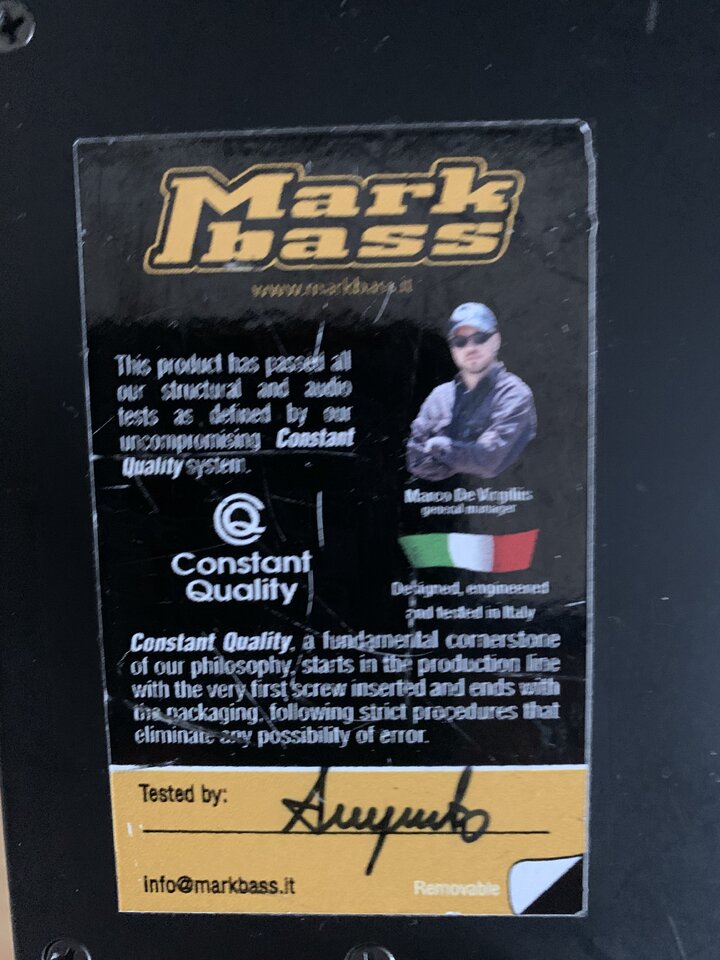 Mark
bass
www.markbass.it
This product has passed all
our structural and audio
tests as defined by our
uncompromising Constant
Quality system.
Marco De Virgiliis
general manager
Constant
Quality
Designed, engineered
and tested in Italy
Constant Quality, a fundamental cornerstone
of our philosophy, starts in the production line
with the very first screw inserted and ends with
the packaging, following strict procedures that
eliminate any possibility of error.
Tested by:
info@markbass.it
Removable